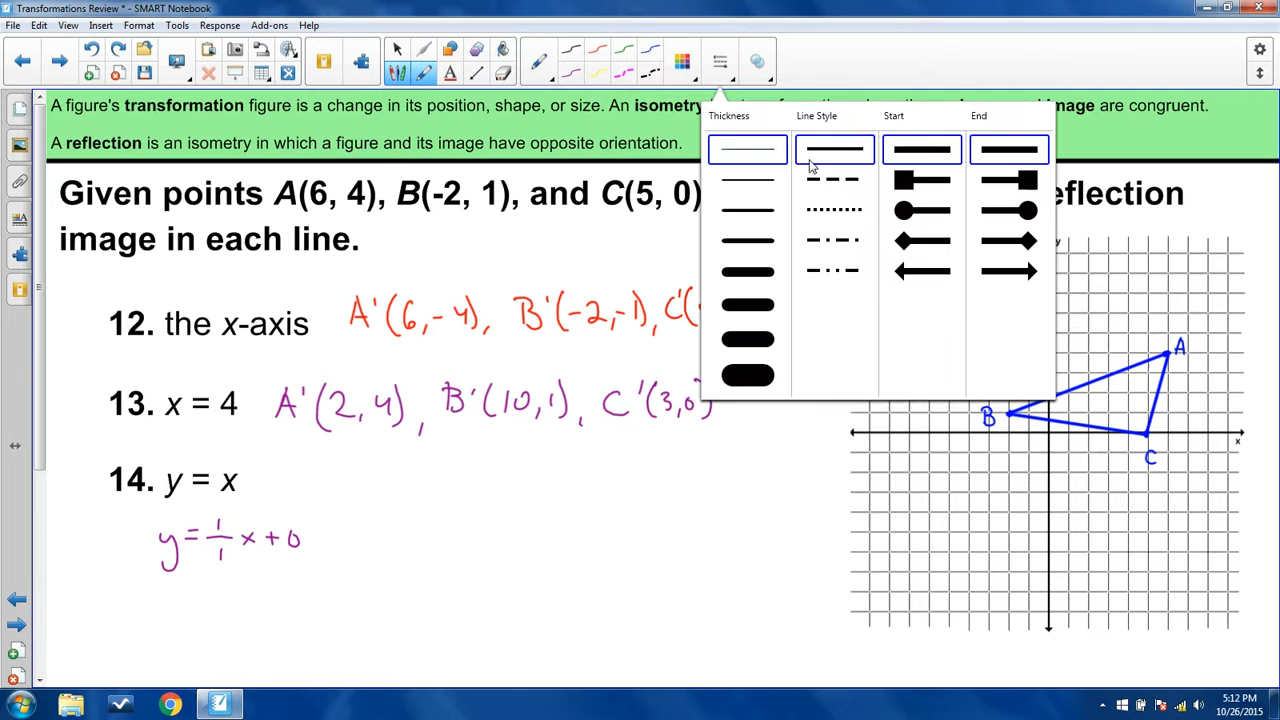 Transformations Review * - SMART Notebook
File Edit View Insert Format Tools Response Add-ons Help
A figure's transformation figure is a change in its position, shape, or size. An isometry image are congruent.
A reflection is an isometry in which a figure and its image have opposite orientation.
Thickness Line Style Start End
Given points A(6, 4), B(-2, 1), and C(5, 0) reflection
image in each line.
12. the x-axis A'(6,-4), B'(-2,-1), C'(
13. x = 4 A'(2,4), B'(10,1), C'(3,0)
14. y = x
y = 1/1 x + 0
y
A
B
x
C
5:12 PM
10/26/2015